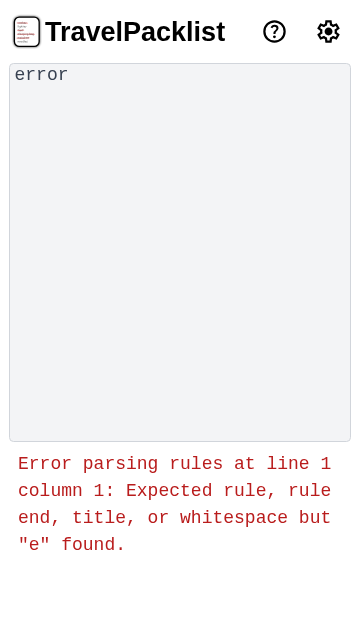 TravelPacklist
error
Error parsing rules at line 1
column 1: Expected rule, rule
end, title, or whitespace but
"e" found.